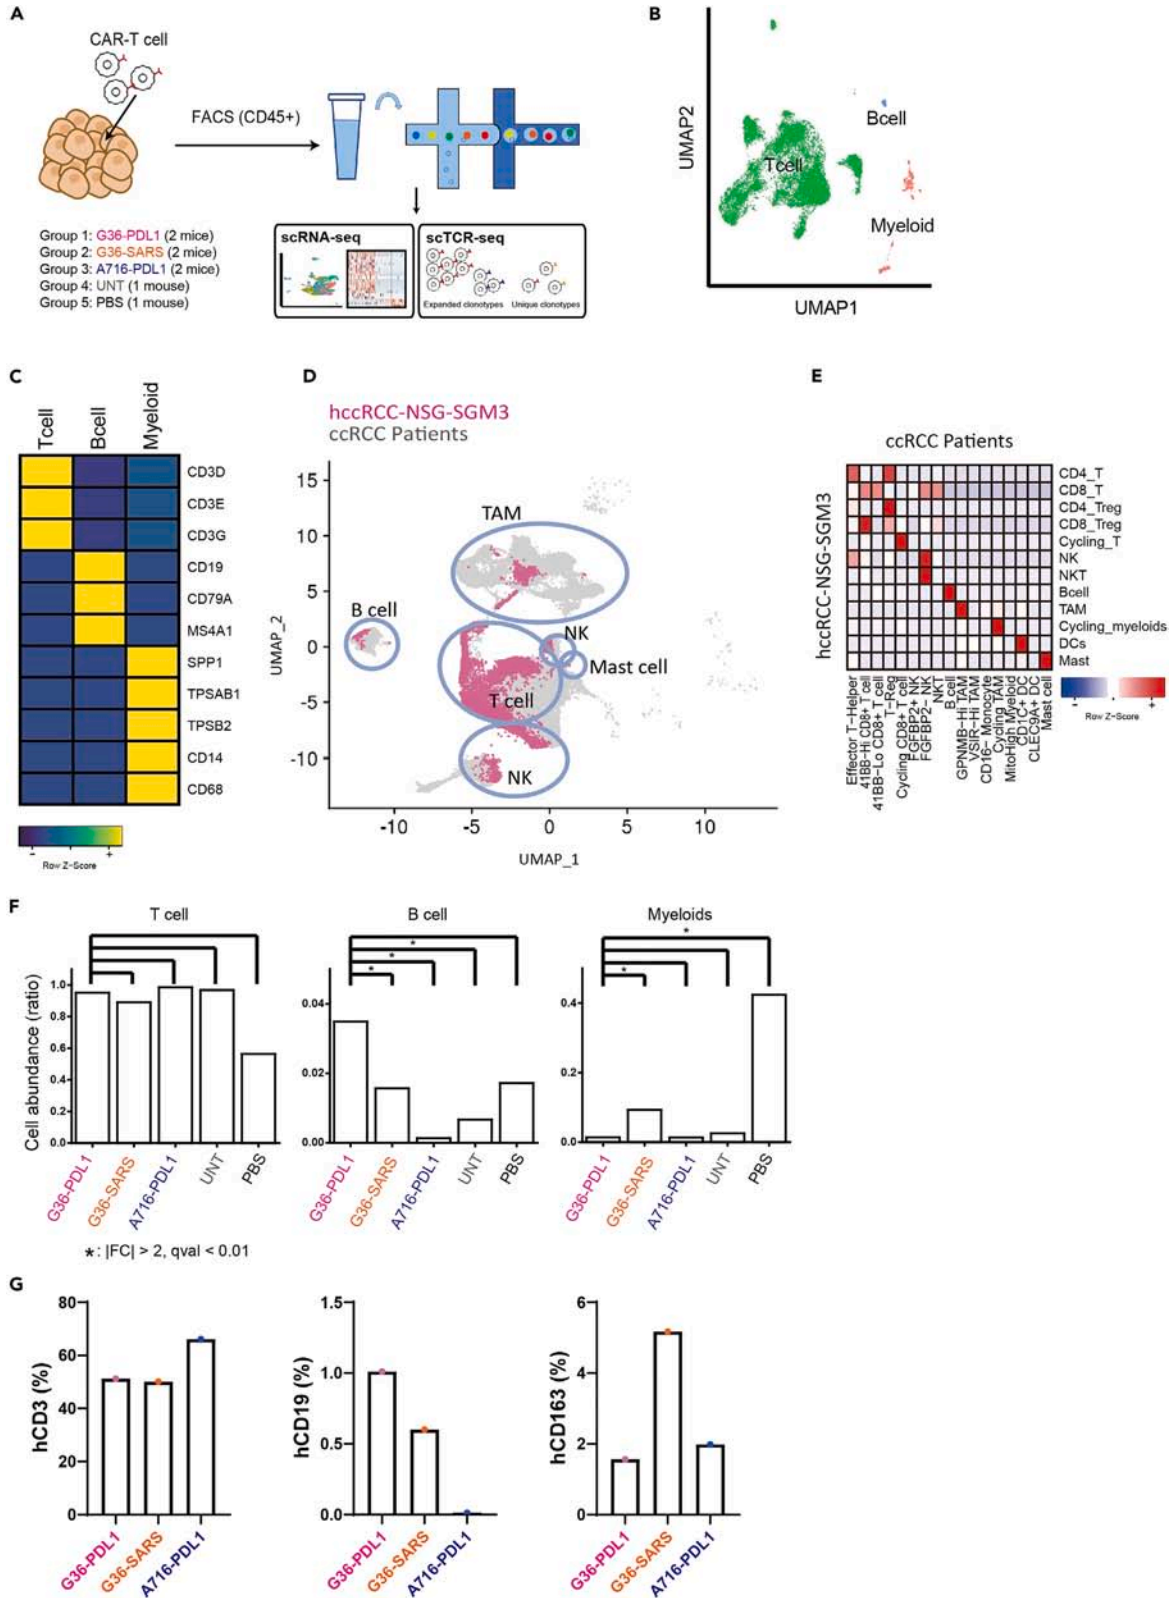 A
CAR-T cell
FACS (CD45+)
Group 1: G36-PDL1 (2 mice)
Group 2: G36-SARS (2 mice)
Group 3: A716-PDL1 (2 mice)
Group 4: UNT (1 mouse)
Group 5: PBS (1 mouse)
scRNA-seq
scTCR-seq
Expanded clonotypes
Unique clonotypes
B
UMAP2
Bcell
Tcell
Myeloid
UMAP1
C
Tcell
Bcell
Myeloid
CD3D
CD3E
CD3G
CD19
CD79A
MS4A1
SPP1
TPSAB1
TPSB2
CD14
CD68
- +
Row Z-Score
D
hccRCC-NSG-SGM3
ccRCC Patients
UMAP_2
15
10
5
0
-5
-10
TAM
B cell
NK
Mast cell
T cell
NK
-10 -5 0 5 10
UMAP_1
E
ccRCC Patients
hccRCC-NSG-SGM3
CD4_T
CD8_T
CD4_Treg
CD8_Treg
Cycling_T
NK
NKT
Bcell
TAM
Cycling_myeloids
DCs
Mast
Effector T-Helper
41BB-Hi CD8+ T cell
41BB-Lo CD8+ T cell
T-Reg
Cycling CD8+ T cell
FGFBP2+ NK
FGFBP2- NK
NKT
B cell
GPNMB-Hi TAM
VSIR-Hi TAM
CD16- Monocyte
Cycling TAM
MitoHigh Myeloid
CD1C+ DC
CLEC9A+ DC
Mast cell
- +
Row Z-Score
F
Cell abundance (ratio)
T cell
1.0
0.8
0.6
0.4
0.2
0.0
G36-PDL1
G36-SARS
A716-PDL1
UNT
PBS
B cell
*
*
*
0.04
0.02
0.00
G36-PDL1
G36-SARS
A716-PDL1
UNT
PBS
Myeloids
*
*
0.4
0.2
0.0
G36-PDL1
G36-SARS
A716-PDL1
UNT
PBS
*: |FC| > 2, qval < 0.01
G
hCD3 (%)
80
60
40
20
0
G36-PDL1
G36-SARS
A716-PDL1
hCD19 (%)
1.5
1.0
0.5
0.0
G36-PDL1
G36-SARS
A716-PDL1
hCD163 (%)
6
4
2
0
G36-PDL1
G36-SARS
A716-PDL1